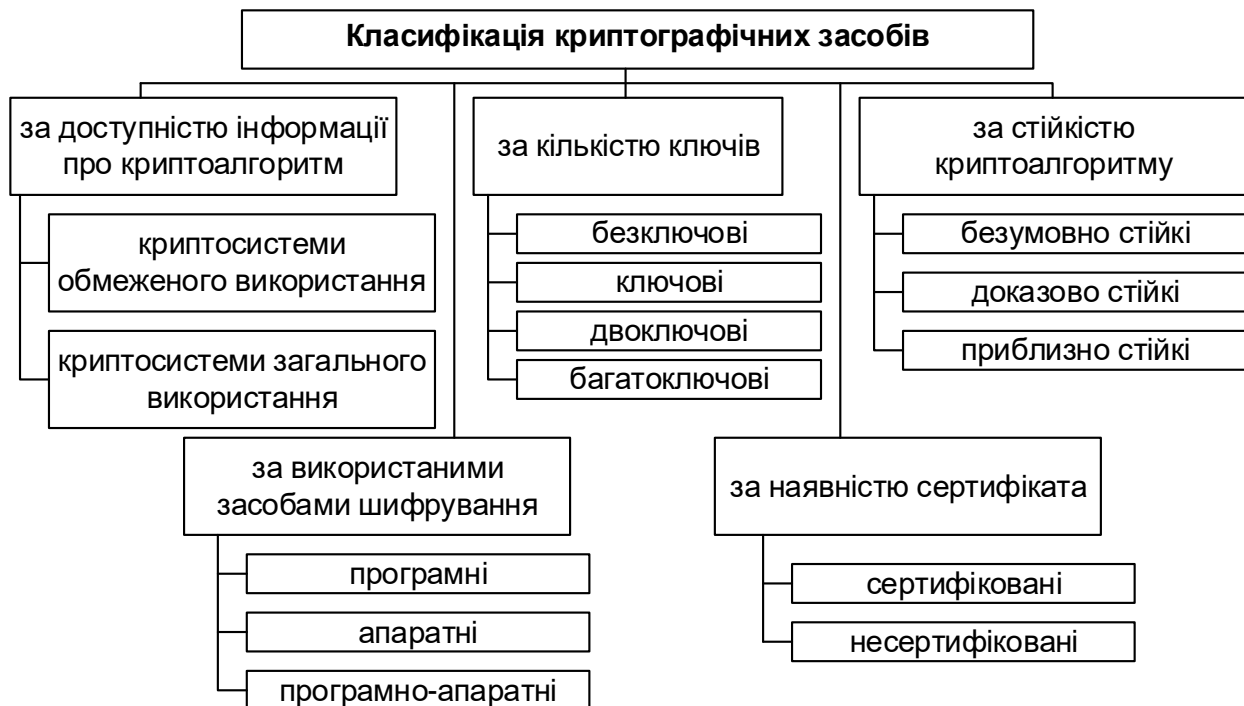 Класифікація криптографічних засобів
за доступністю інформації
про криптоалгоритм
криптосистеми
обмеженого використання
криптосистеми загального
використання
за кількістю ключів
безключові
ключові
двоключові
багатоключові
за стійкістю
криптоалгоритму
безумовно стійкі
доказово стійкі
приблизно стійкі
за використаними
засобами шифрування
програмні
апаратні
програмно-апаратні
за наявністю сертифіката
сертифіковані
несертифіковані